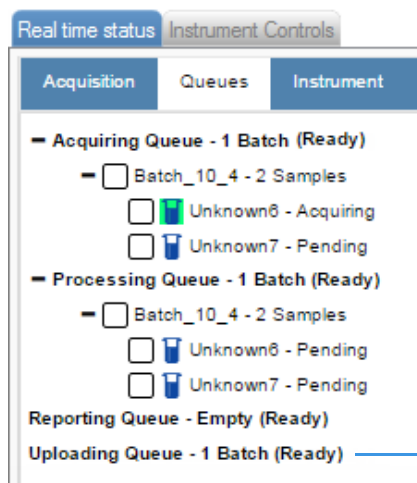 Real time status Instrument Controls
Acquisition Queues Instrument
Acquiring Queue - 1 Batch (Ready)
Batch_10_4 - 2 Samples
Unknown6 - Acquiring
Unknown7 - Pending
Processing Queue - 1 Batch (Ready)
Batch_10_4 - 2 Samples
Unknown6 - Pending
Unknown7 - Pending
Reporting Queue - Empty (Ready)
Uploading Queue - 1 Batch (Ready)